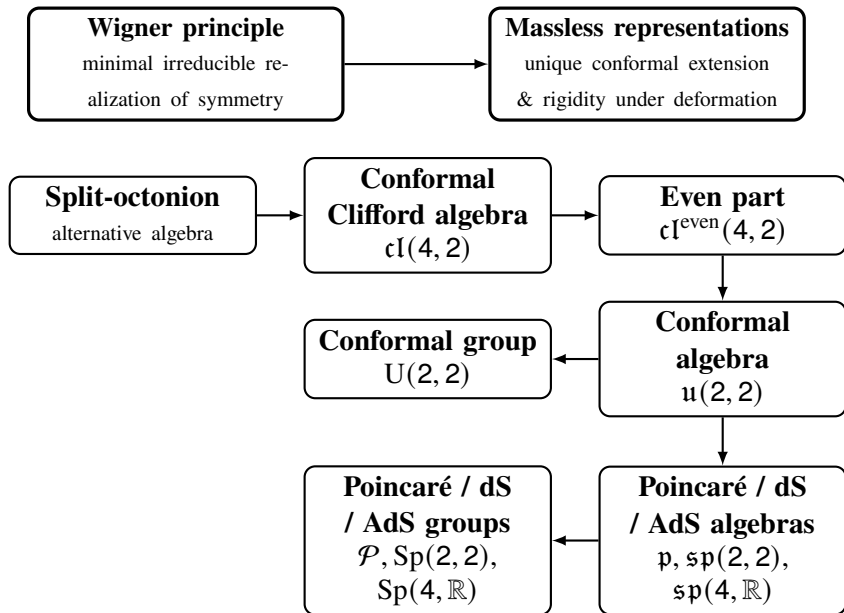 Wigner principle
minimal irreducible re-
alization of symmetry
Massless representations
unique conformal extension
& rigidity under deformation
Split-octonion
alternative algebra
Conformal
Clifford algebra
𝔠𝔩(4, 2)
Even part
𝔠𝔩^even(4, 2)
Conformal group
U(2, 2)
Conformal
algebra
𝔲(2, 2)
Poincaré / dS
/ AdS groups
𝒫, Sp(2, 2),
Sp(4, ℝ)
Poincaré / dS
/ AdS algebras
𝔭, 𝔰𝔭(2, 2),
𝔰𝔭(4, ℝ)